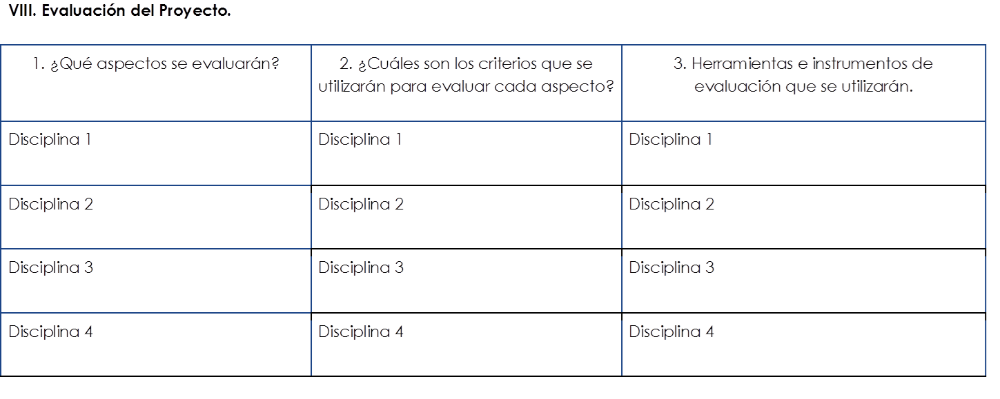 VIII. Evaluación del Proyecto.
1. ¿Qué aspectos se evaluarán?
2. ¿Cuáles son los criterios que se
utilizarán para evaluar cada aspecto?
3. Herramientas e instrumentos de
evaluación que se utilizarán.
Disciplina 1
Disciplina 1
Disciplina 1
Disciplina 2
Disciplina 2
Disciplina 2
Disciplina 3
Disciplina 3
Disciplina 3
Disciplina 4
Disciplina 4
Disciplina 4